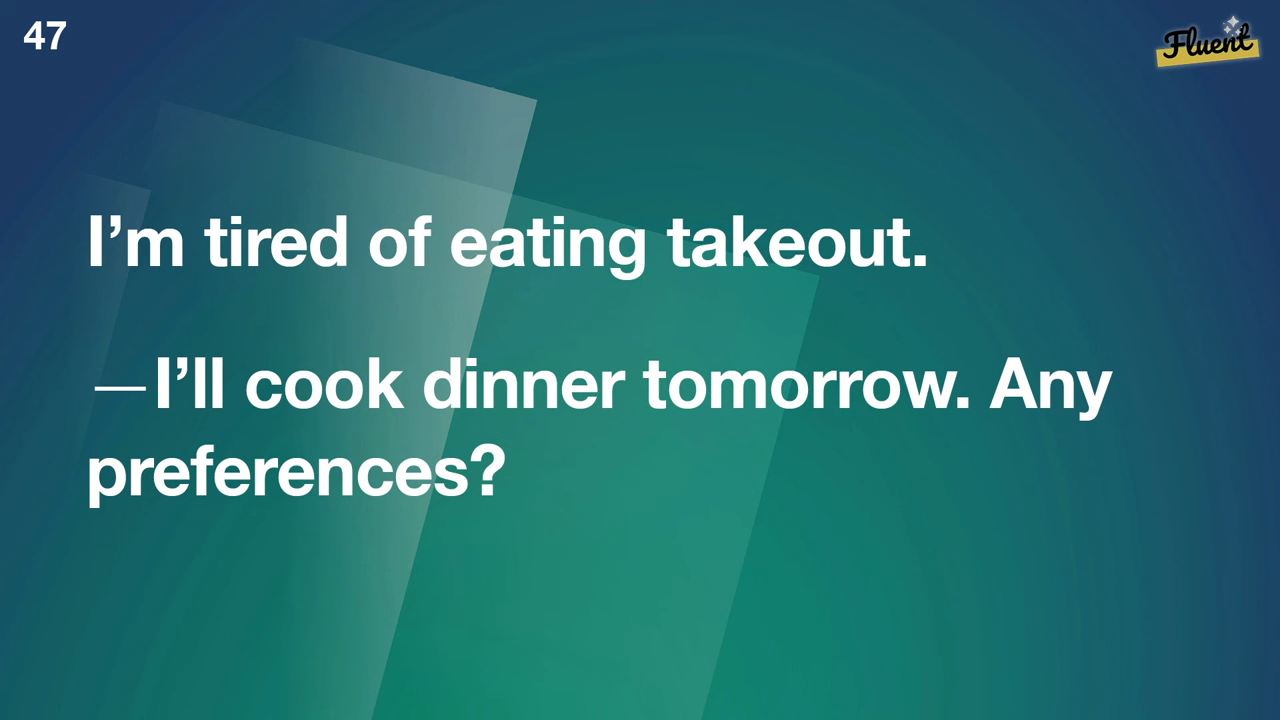 47
Fluent
I’m tired of eating takeout.
—I’ll cook dinner tomorrow. Any
preferences?